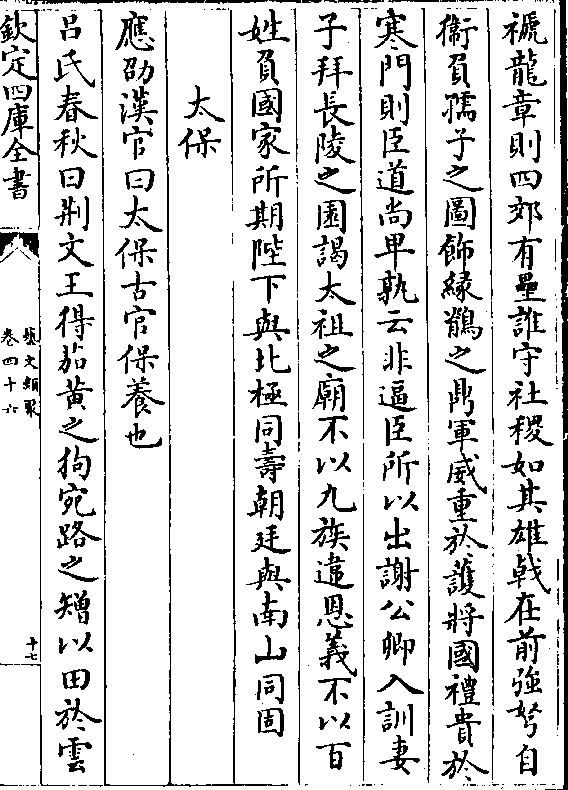 褫龍章則四郊有壘誰守社稷如其雄戟在前強弩自
衞負孺子之圖飾縁鵲之鼎軍威重於護將國禮貴於
寒門則臣道尚卑孰云非逼臣所以出謝公卿入訓妻
子拜長陵之園謁太祖之廟不以九族違恩義不以百
姓負國家所期陛下與北極同壽朝廷與南山同固
太保
應劭漢官曰太保古官保養也
呂氏春秋曰荆文王得茹黄之狗宛路之矰以田於雲
欽定四庫全書
藝文類聚
卷四十六
十七